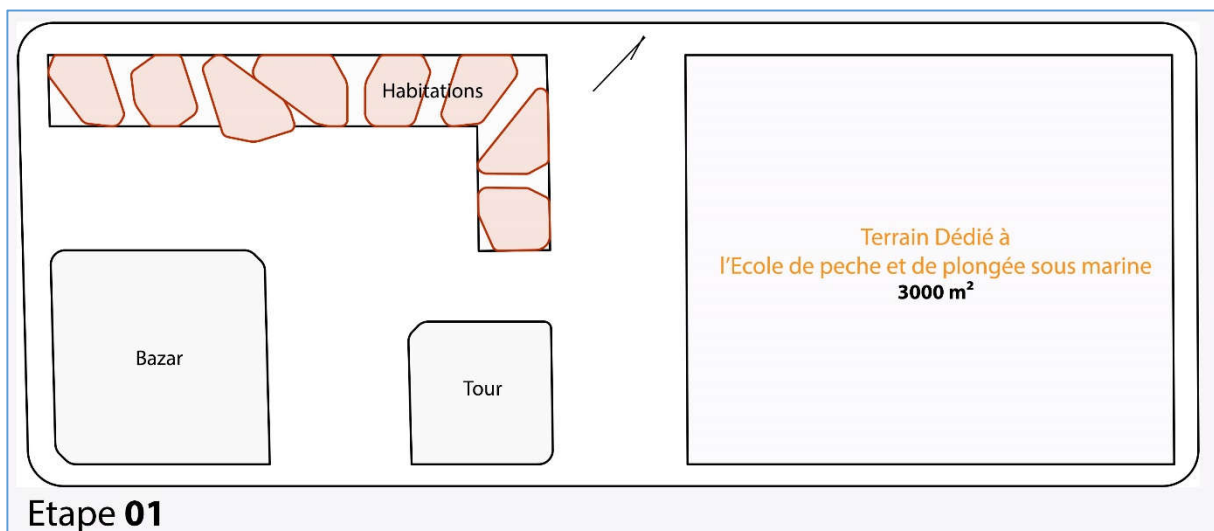 Habitations
Terrain Dédié à
l'Ecole de peche et de plongée sous marine
3000 m²
Bazar
Tour
Etape 01